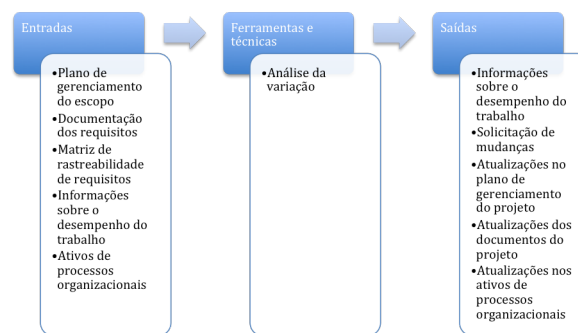 Entradas
•Plano de
gerenciamento
do escopo
•Documentação
dos requisitos
•Matriz de
rastreabilidade
de requisitos
•Informações
sobre o
desempenho do
trabalho
•Ativos de
processos
organizacionais
Ferramentas e
técnicas
•Análise da
variação
Saídas
•Informações
sobre o
desempenho do
trabalho
•Solicitação de
mudanças
•Atualizações no
plano de
gerenciamento
do projeto
•Atualizações dos
documentos do
projeto
•Atualizações nos
ativos de
processos
organizacionais